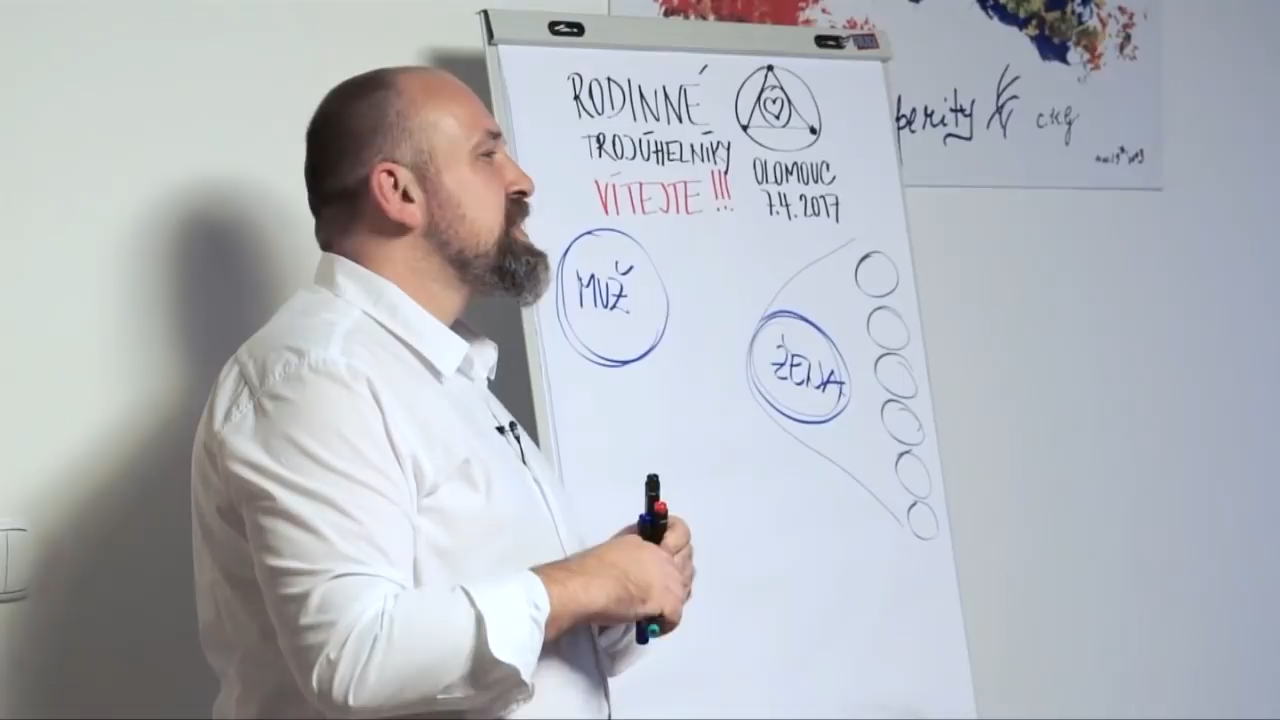 RODINNÉ
TROJÚHELNÍKY
VÍTEJTE!!!
OLOMOUC
7.4.2017
MUŽ
ŽENA
perity